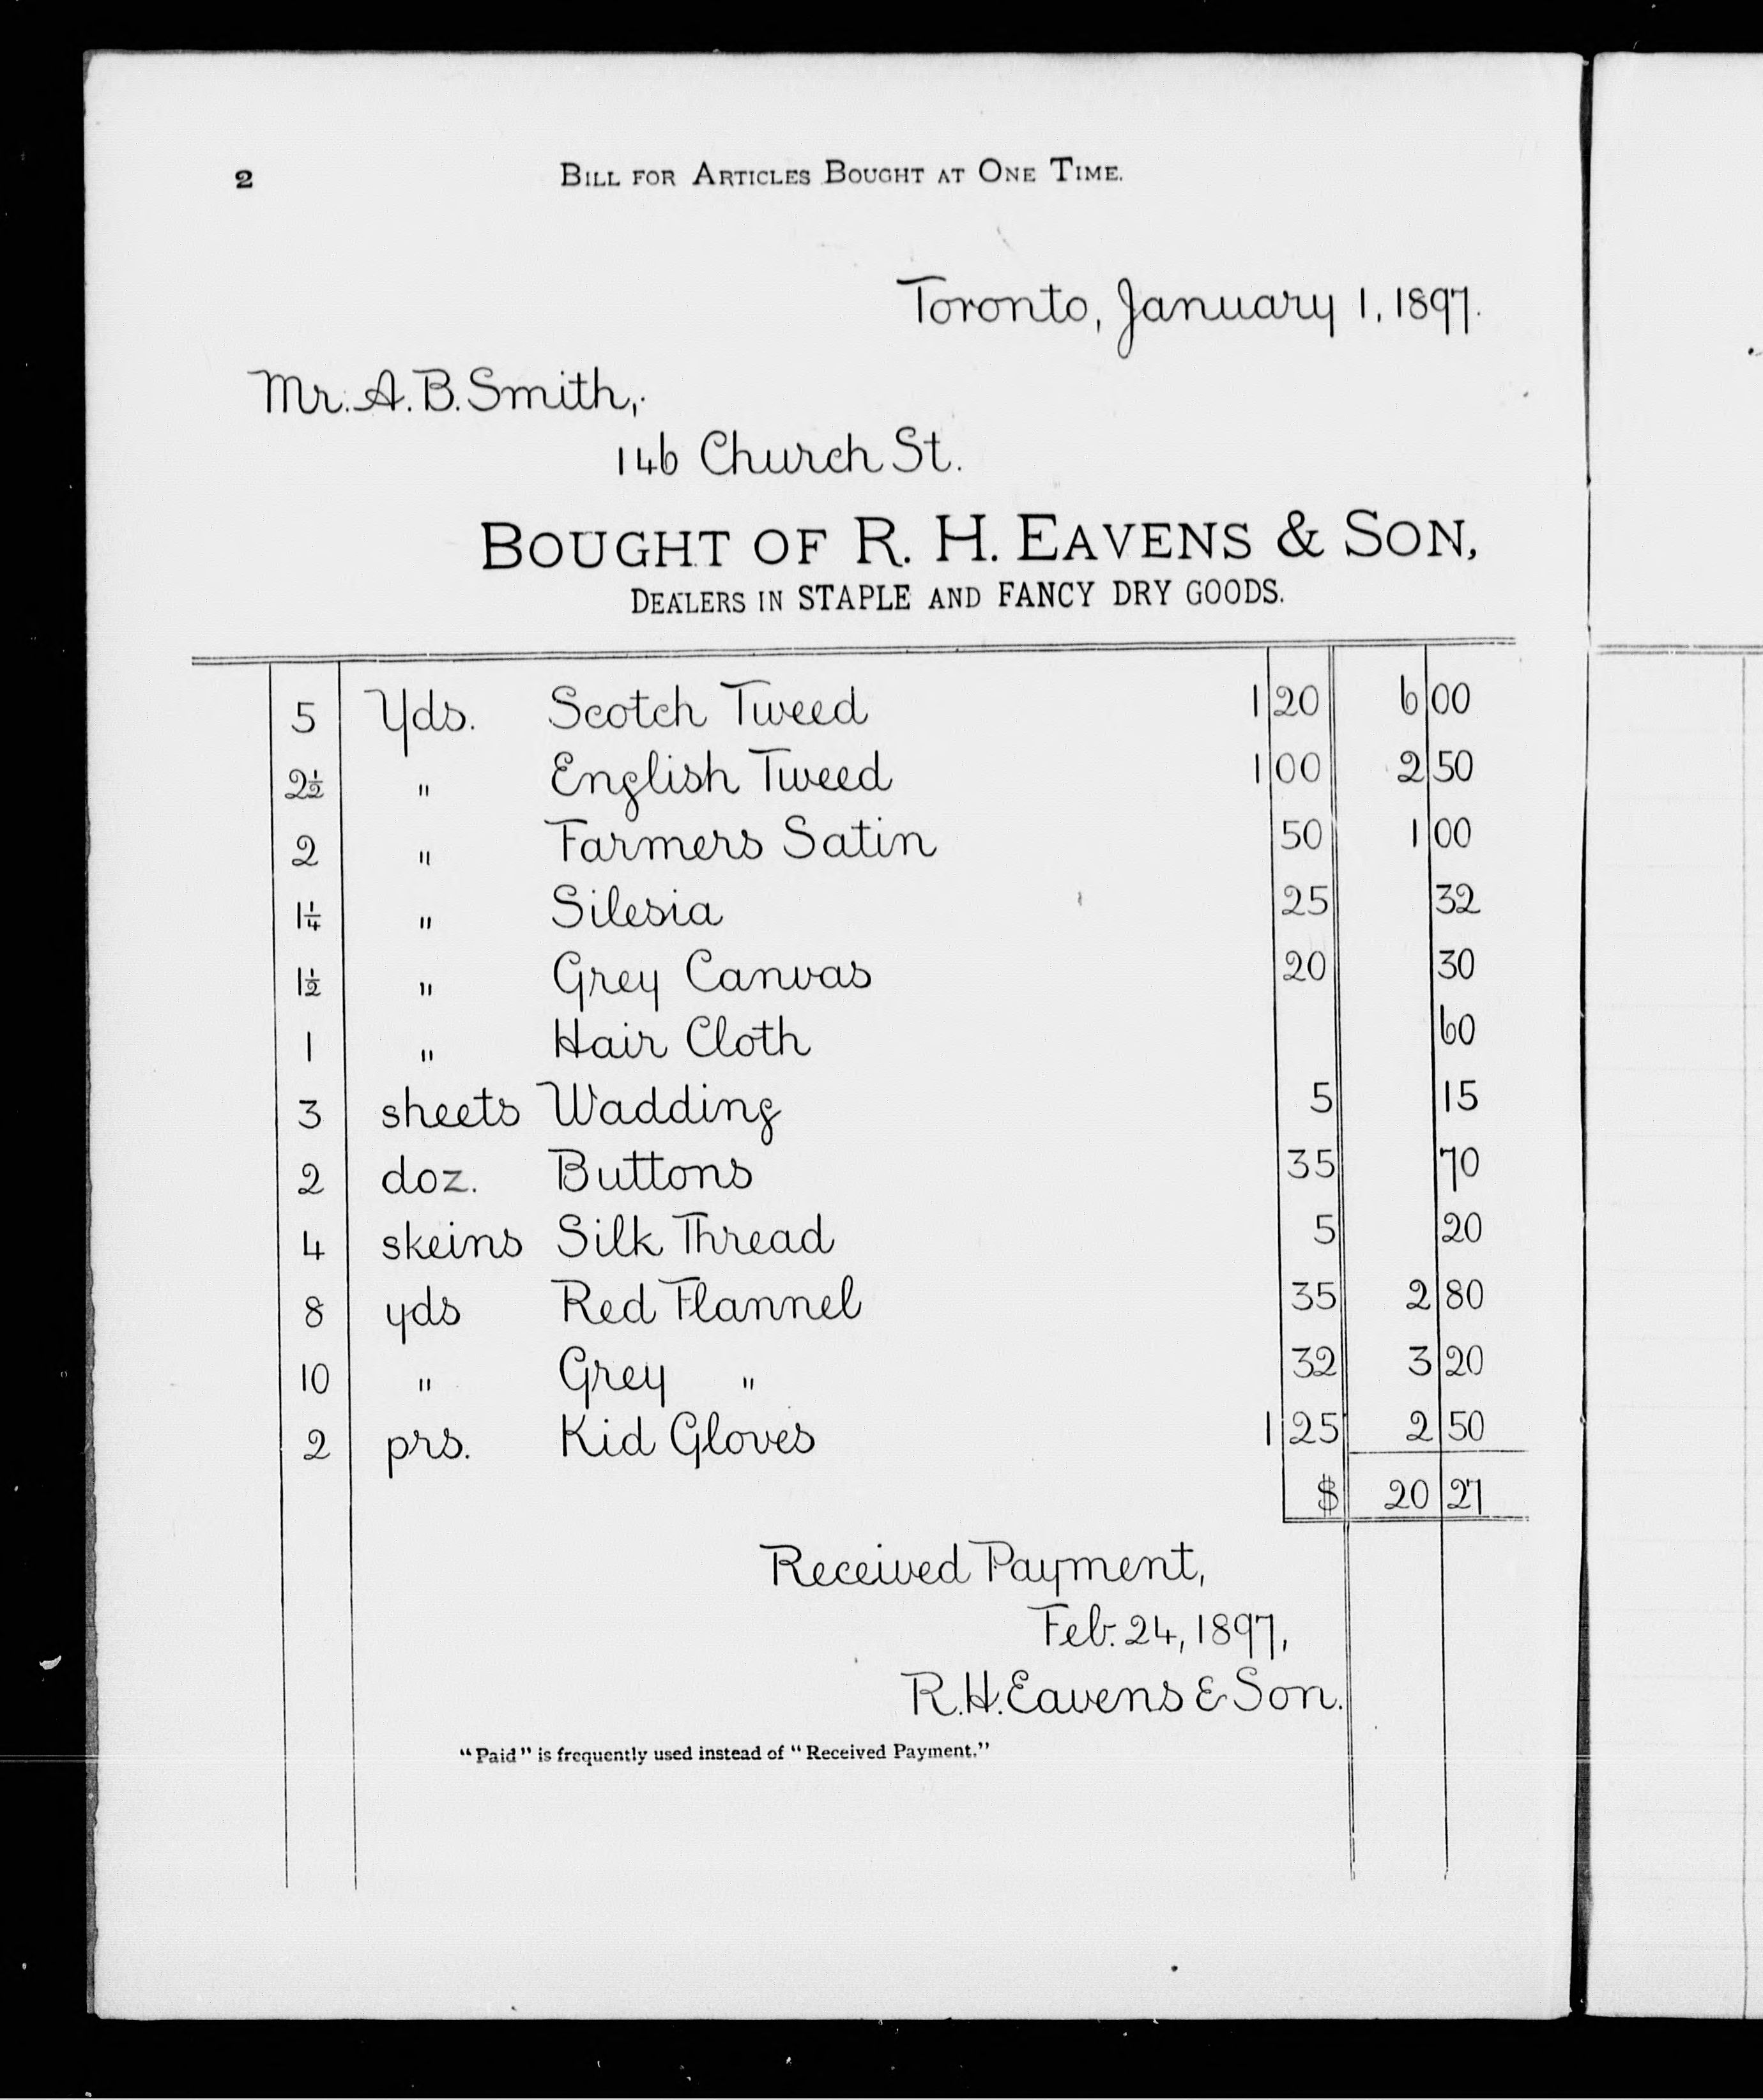 2 BILL FOR ARTICLES BOUGHT AT ONE TIME.
Toronto, January 1, 1897.
Mr. A. B. Smith,
146 Church St.
BOUGHT OF R. H. EAVENS & SON,
DEALERS IN STAPLE AND FANCY DRY GOODS.
5 Yds. Scotch Tweed 1 20 6 00
2½ " English Tweed 1 00 2 50
2 " Farmers Satin 50 1 00
1¼ " Silesia 25 32
1½ " Grey Canvas 20 30
1 " Hair Cloth 60
3 sheets Wadding 5 15
2 doz. Buttons 35 70
4 skeins Silk Thread 5 20
8 yds Red Flannel 35 2 80
10 " Grey " 32 3 20
2 prs. Kid Gloves 1 25 2 50
$ 20 27
Received Payment,
Feb. 24, 1897,
R. H. Eavens & Son.
"Paid" is frequently used instead of "Received Payment."